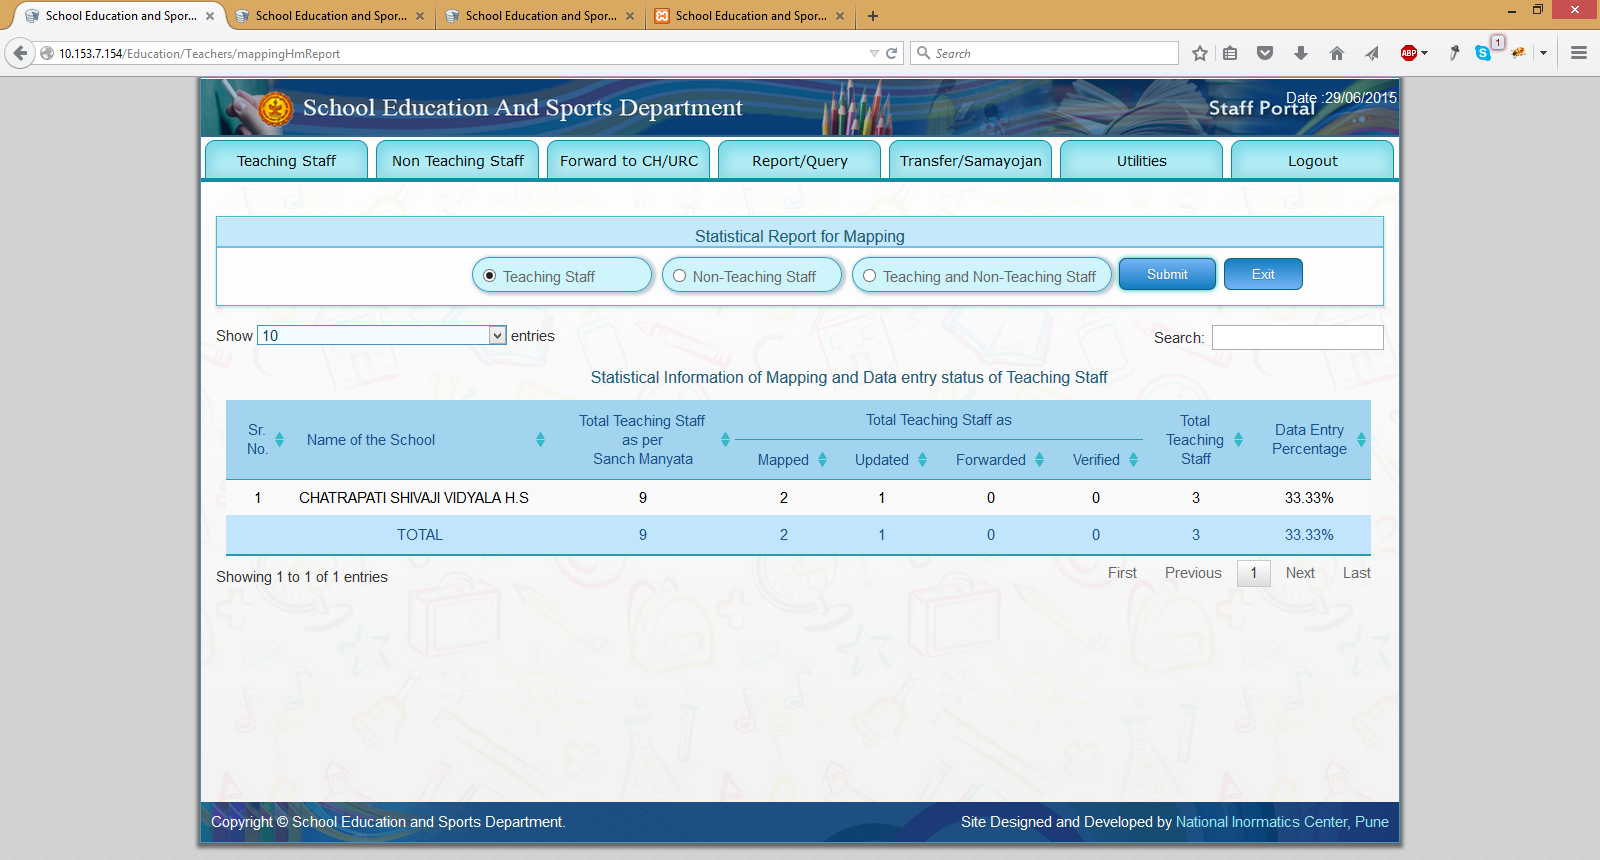 School Education and Spor...
School Education and Spor...
School Education and Spor...
School Education and Spor...
10.153.7.154/Education/Teachers/mappingHmReport
Search
ABP
1
School Education And Sports Department
Date :29/06/2015
Staff Portal
Teaching Staff
Non Teaching Staff
Forward to CH/URC
Report/Query
Transfer/Samayojan
Utilities
Logout
Statistical Report for Mapping
Teaching Staff
Non-Teaching Staff
Teaching and Non-Teaching Staff
Submit
Exit
Show 10 entries
Search:
Statistical Information of Mapping and Data entry status of Teaching Staff
Sr.
No.
Name of the School
Total Teaching Staff
as per
Sanch Manyata
Total Teaching Staff as
Mapped
Updated
Forwarded
Verified
Total
Teaching
Staff
Data Entry
Percentage
1 CHATRAPATI SHIVAJI VIDYALA H.S 9 2 1 0 0 3 33.33%
TOTAL 9 2 1 0 0 3 33.33%
Showing 1 to 1 of 1 entries
First Previous 1 Next Last
Copyright © School Education and Sports Department.
Site Designed and Developed by National Inormatics Center, Pune